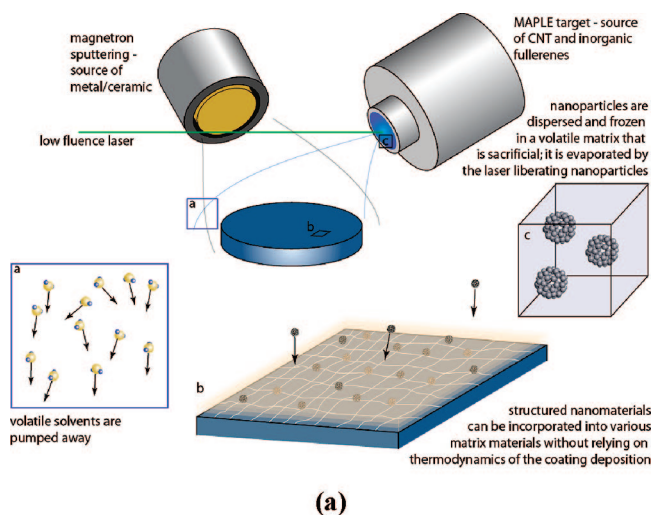 magnetron
sputtering -
source of
metal/ceramic
MAPLE target - source
of CNT and inorganic
fullerenes
low fluence laser
nanoparticles are
dispersed and frozen
in a volatile matrix that
is sacrificial; it is evaporated by
the laser liberating nanoparticles
c
a
b
c
a
volatile solvents are
pumped away
b
structured nanomaterials
can be incorporated into various
matrix materials without relying on
thermodynamics of the coating deposition
(a)